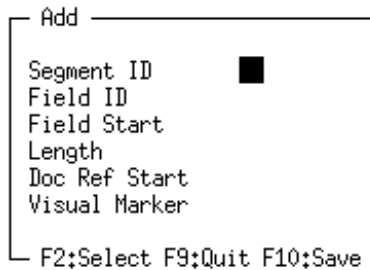 Add
Segment ID
Field ID
Field Start
Length
Doc Ref Start
Visual Marker
F2:Select F9:Quit F10:Save